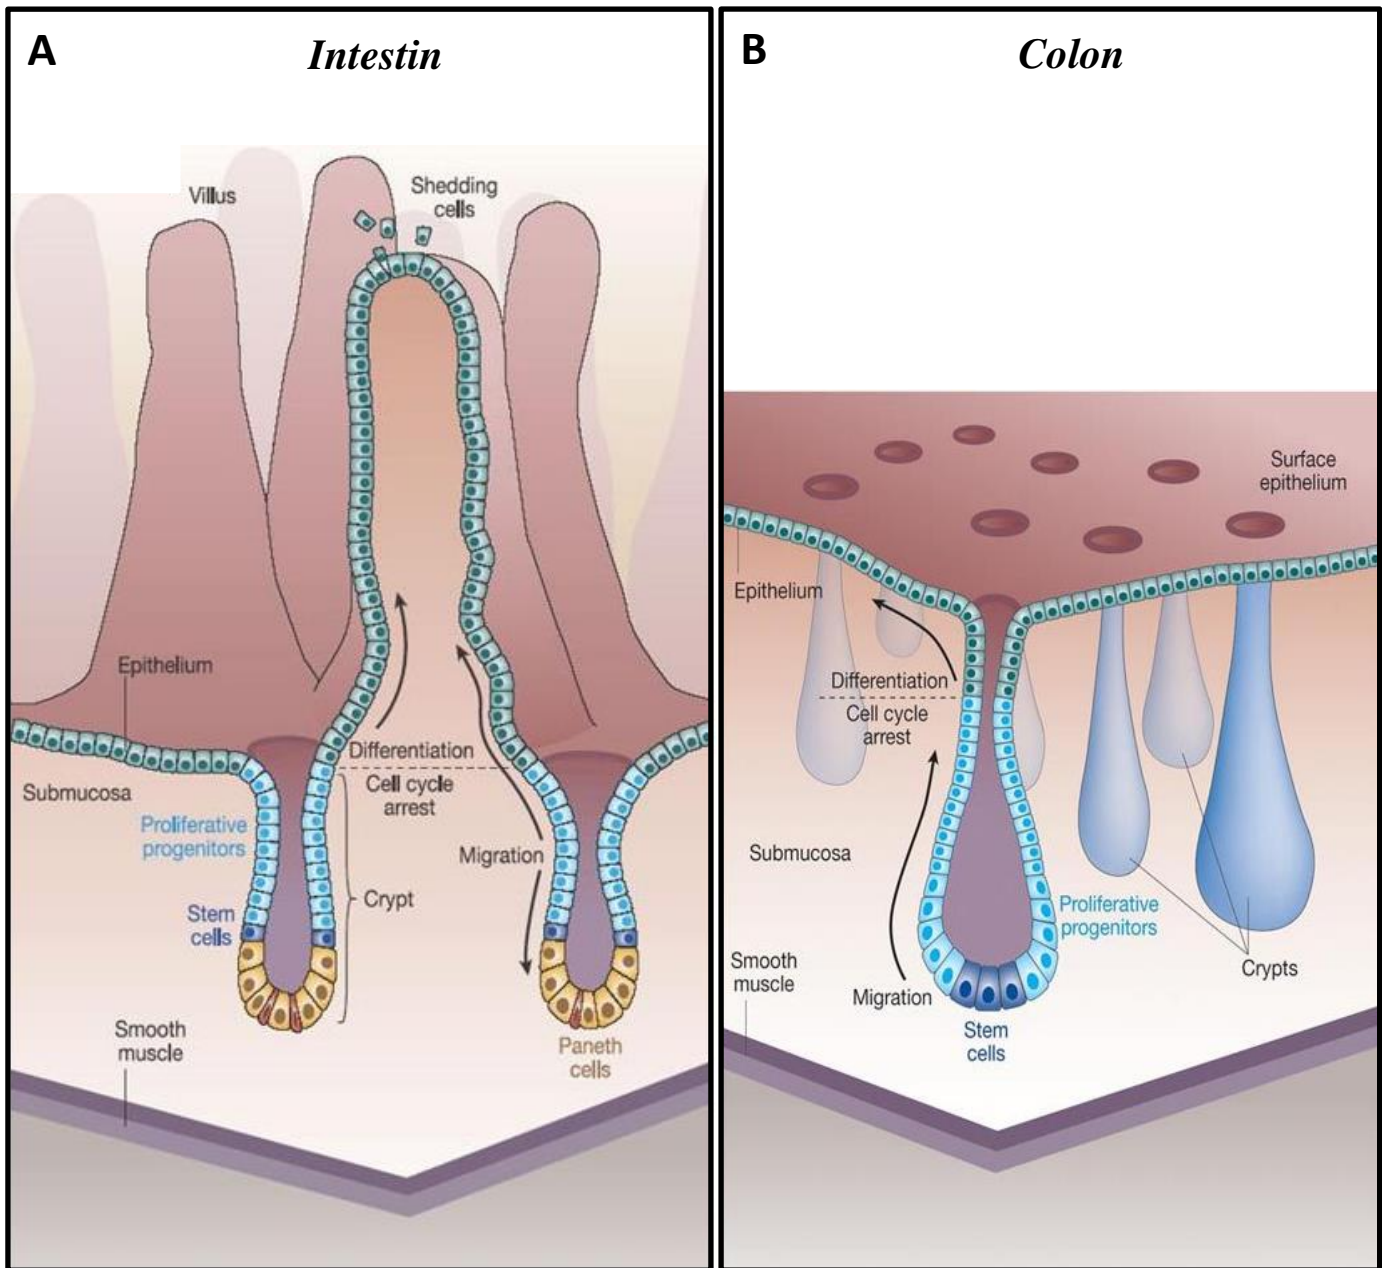 A
Intestin
Villus
Shedding
cells
Epithelium
Differentiation
Cell cycle
arrest
Submucosa
Proliferative
progenitors
Migration
Crypt
Stem
cells
Smooth
muscle
Paneth
cells
B
Colon
Surface
epithelium
Epithelium
Differentiation
Cell cycle
arrest
Submucosa
Proliferative
progenitors
Smooth
muscle
Migration
Crypts
Stem
cells